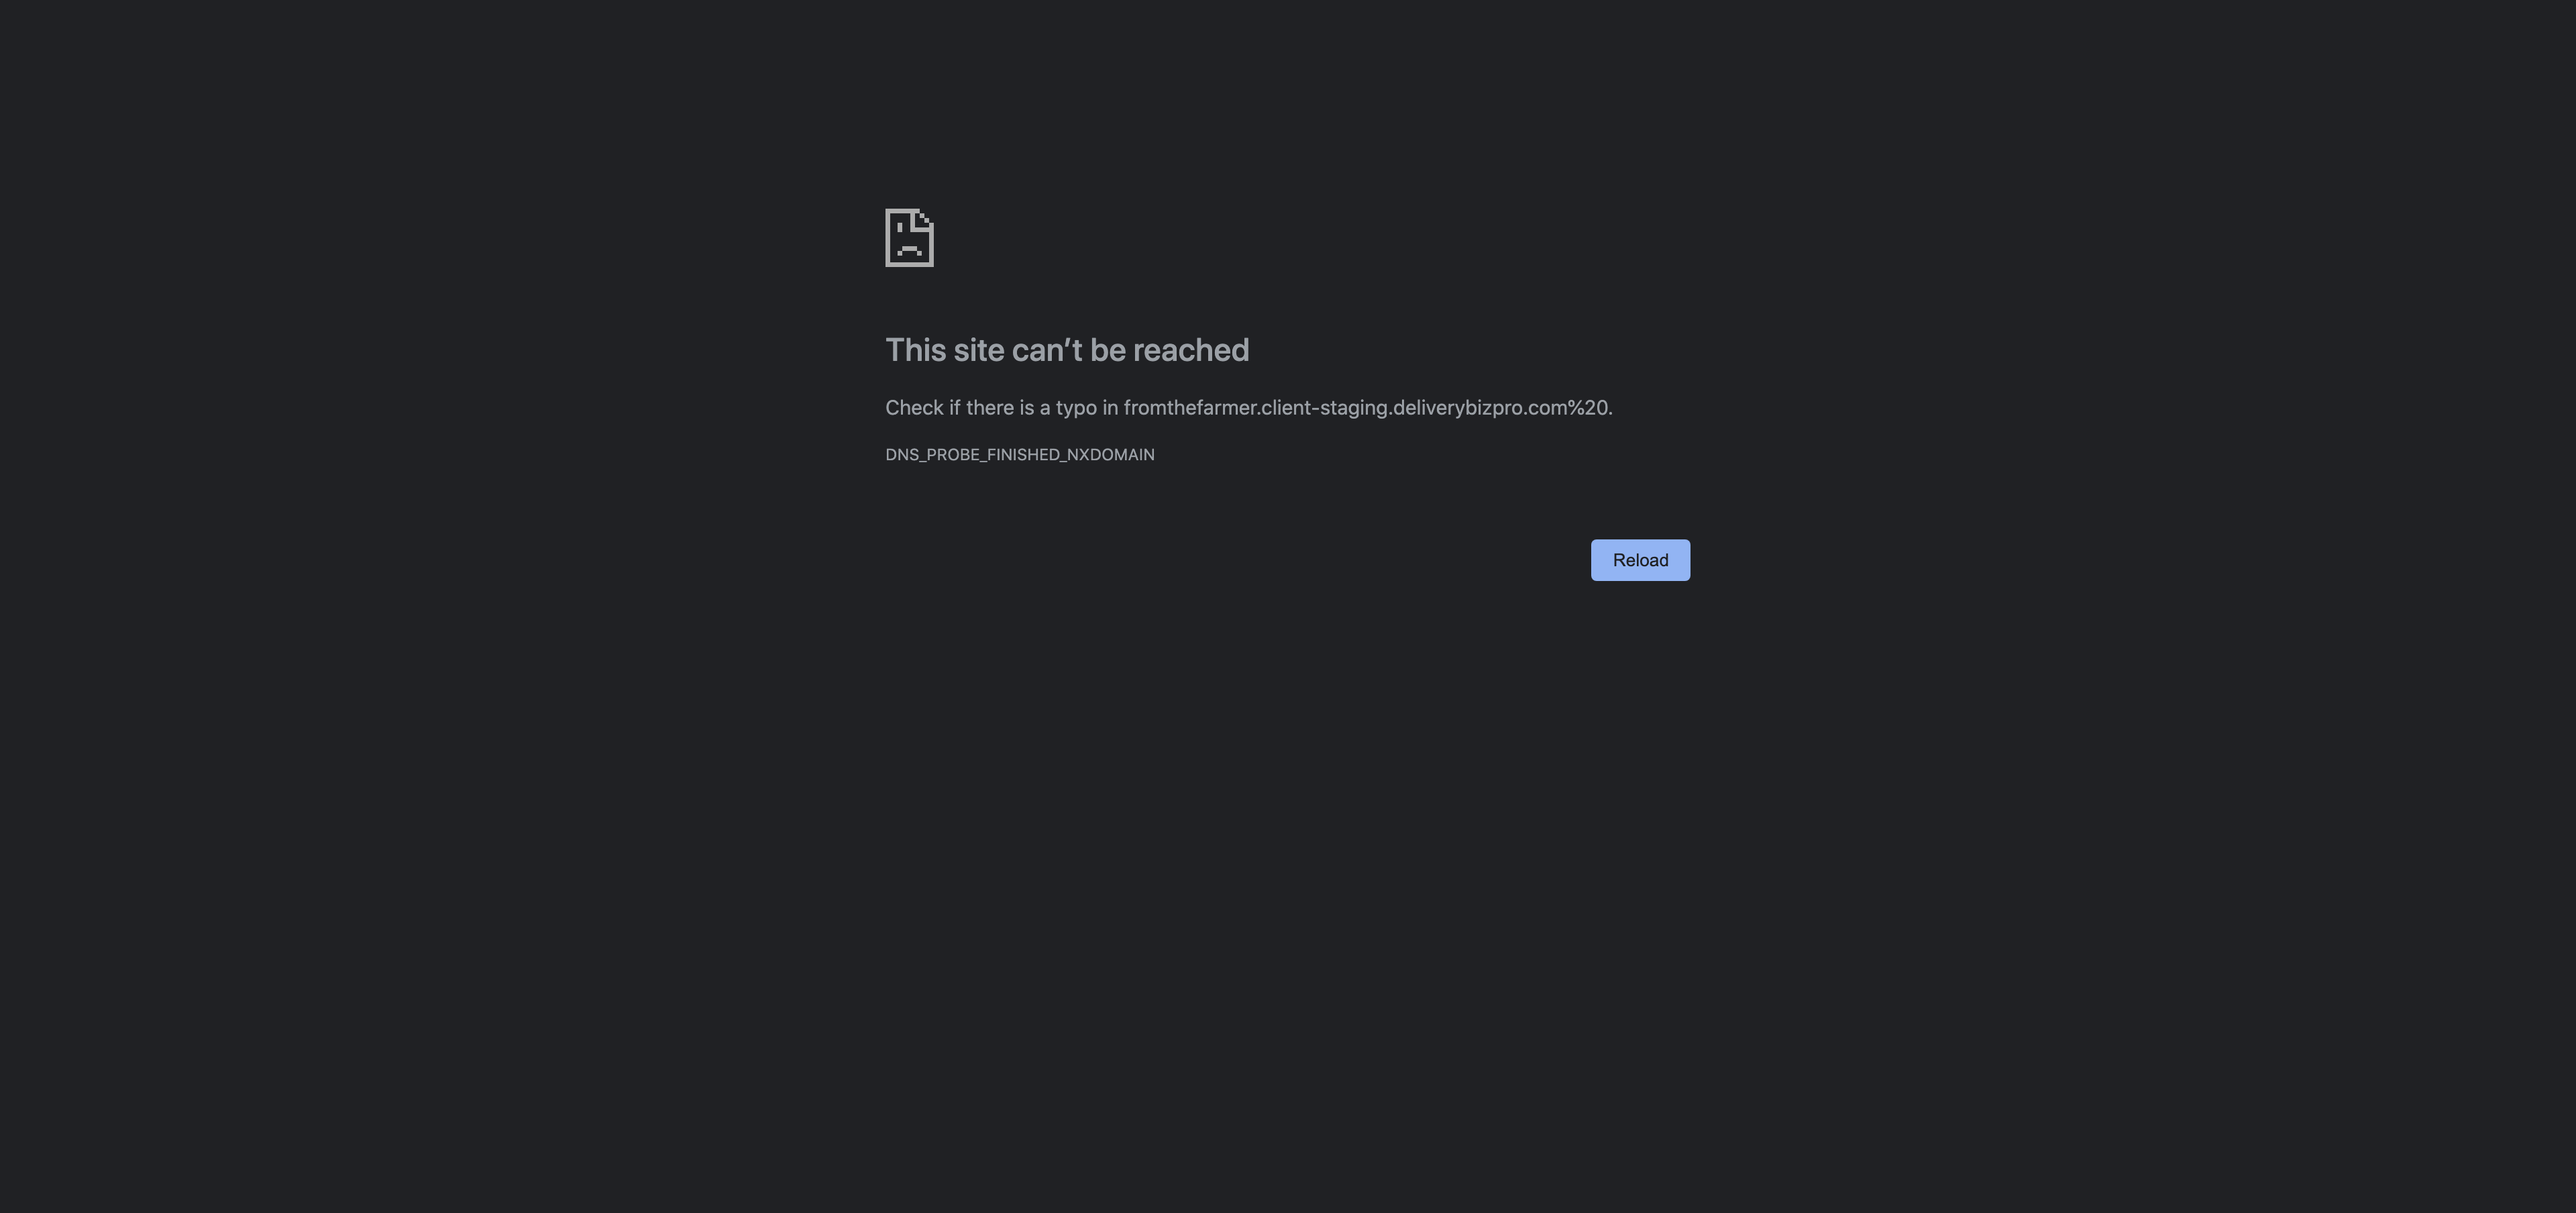 This site can’t be reached
Check if there is a typo in fromthefarmer.client-staging.deliverybizpro.com%20.
DNS_PROBE_FINISHED_NXDOMAIN
Reload